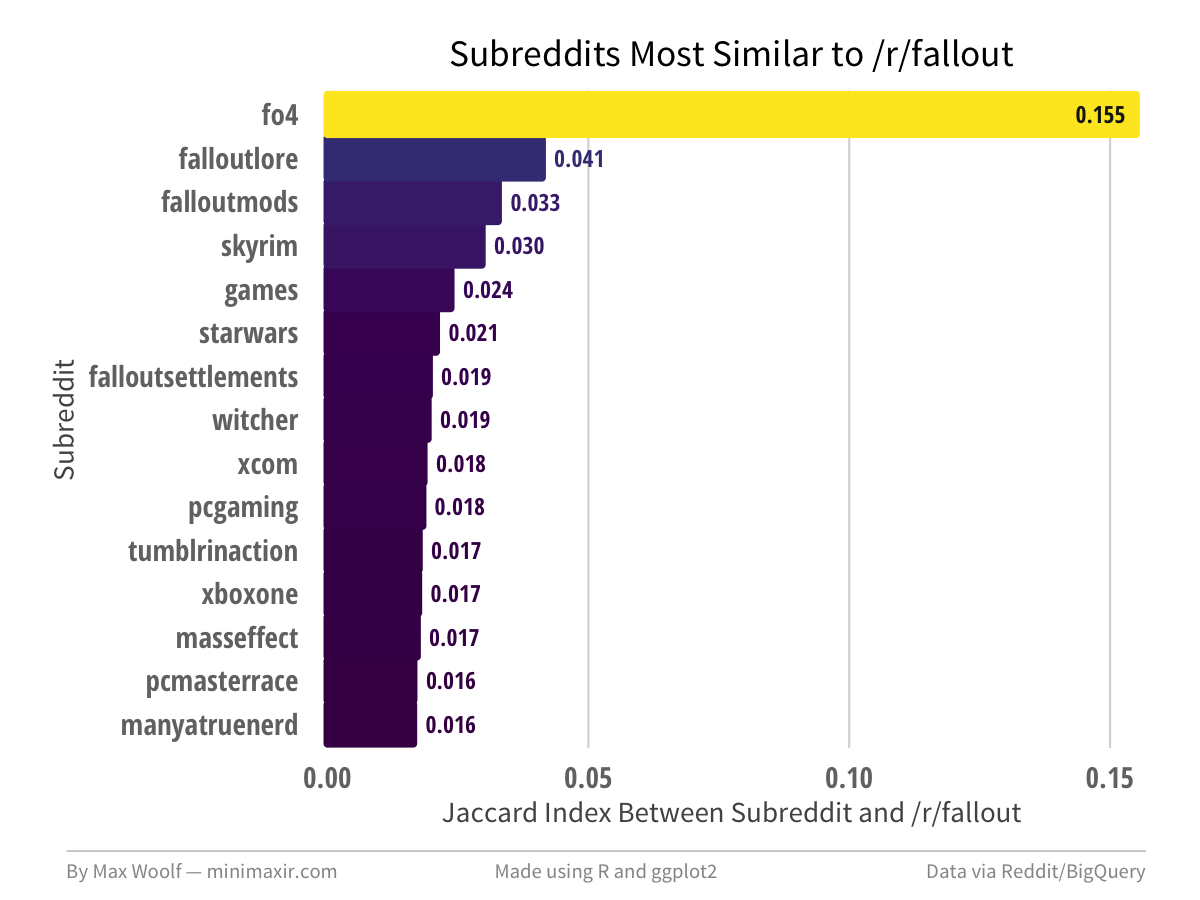 Subreddits Most Similar to /r/fallout
fo4 0.155
falloutlore 0.041
falloutmods 0.033
skyrim 0.030
games 0.024
starwars 0.021
falloutsettlements 0.019
witcher 0.019
xcom 0.018
pcgaming 0.018
tumblrinaction 0.017
xboxone 0.017
masseffect 0.017
pcmasterrace 0.016
manyatruenerd 0.016
Subreddit
0.00 0.05 0.10 0.15
Jaccard Index Between Subreddit and /r/fallout
By Max Woolf — minimaxir.com Made using R and ggplot2 Data via Reddit/BigQuery